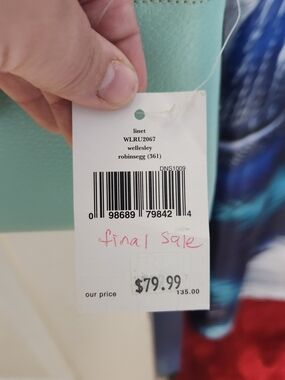 linet
WLRU2067
wellesley
robinsegg (361)
DNS1009
0 98689 79842 4
final sale
$79.99
our price 135.00